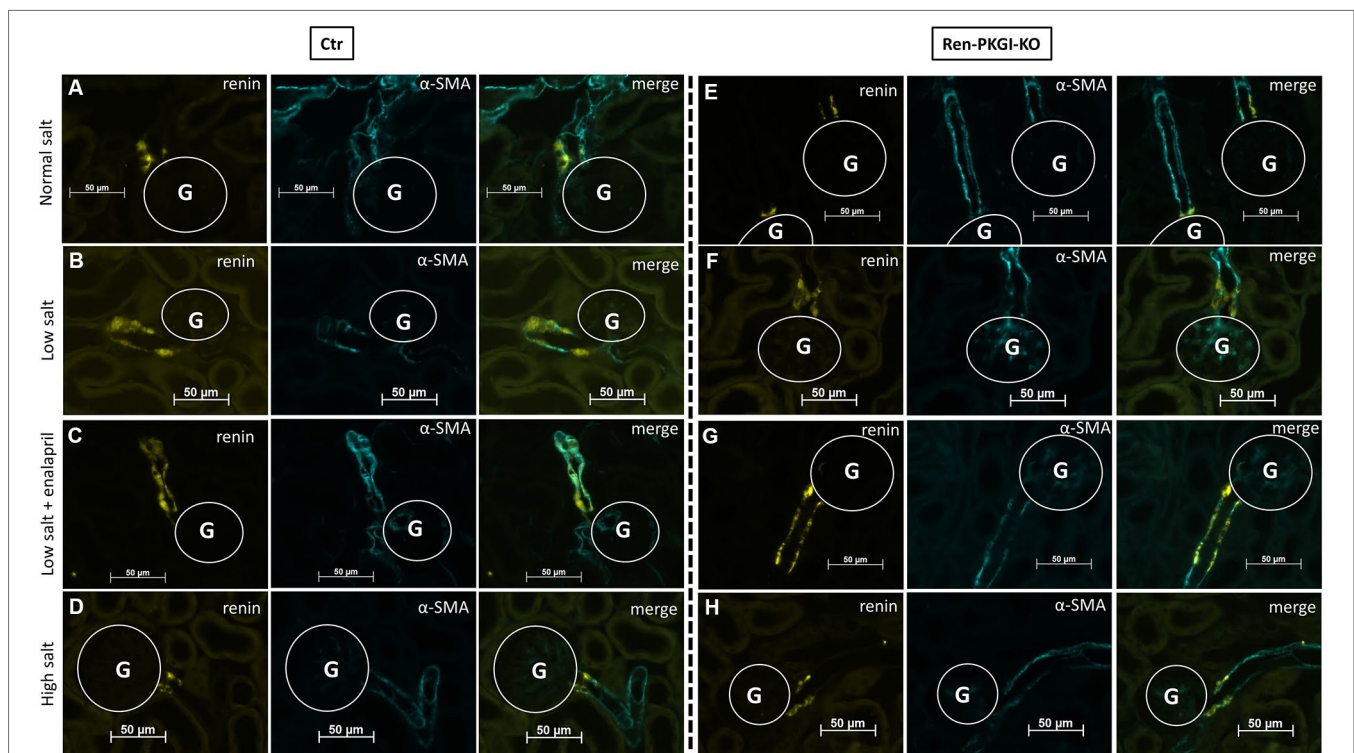 Ctr
Ren-PKGI-KO
Normal salt
A renin α-SMA merge E renin α-SMA merge
G G G G G G
50 µm 50 µm 50 µm 50 µm 50 µm 50 µm
G G G
Low salt
B renin α-SMA merge F renin α-SMA merge
G G G G G G
50 µm 50 µm 50 µm 50 µm 50 µm 50 µm
Low salt + enalapril
C renin α-SMA merge G renin α-SMA merge
G G G G G G
50 µm 50 µm 50 µm 50 µm 50 µm 50 µm
High salt
D renin α-SMA merge H renin α-SMA merge
G G G G G G
50 µm 50 µm 50 µm 50 µm 50 µm 50 µm